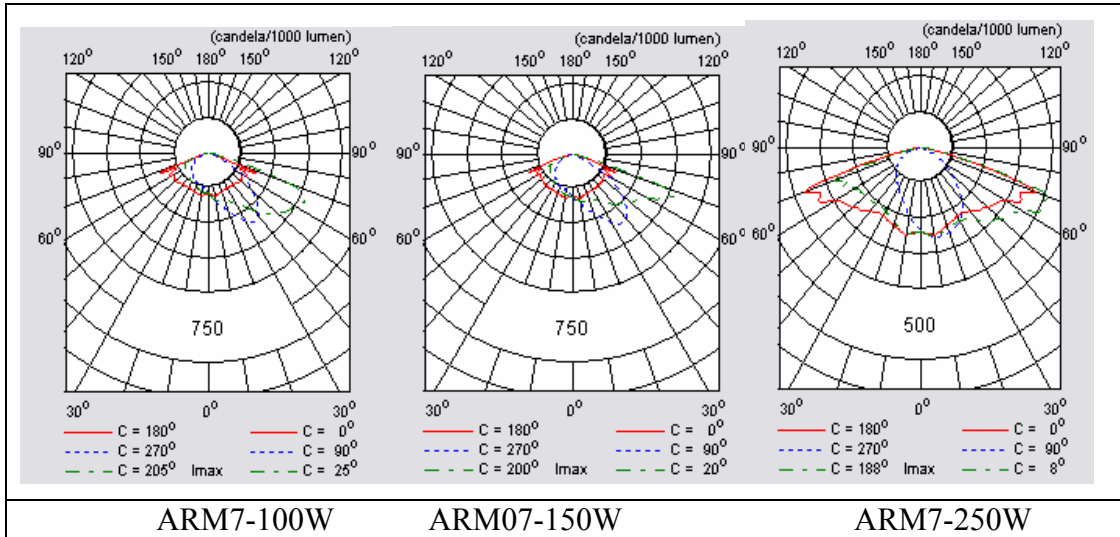 (candela/1000 lumen)
120° 150° 180° 150° 120°
90° 90°
60° 60°
750
30° 0° 30°
C = 180° C = 0°
C = 270° C = 90°
C = 205° Imax C = 25°
(candela/1000 lumen)
120° 150° 180° 150° 120°
90° 90°
60° 60°
750
30° 0° 30°
C = 180° C = 0°
C = 270° C = 90°
C = 200° Imax C = 20°
(candela/1000 lumen)
120° 150° 180° 150° 120°
90° 90°
60° 60°
500
30° 0° 30°
C = 180° C = 0°
C = 270° C = 90°
C = 188° Imax C = 8°
ARM7-100W ARM07-150W ARM7-250W